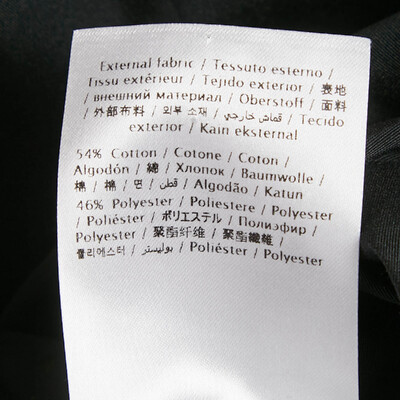 External fabric / Tessuto esterno /
Tissu extérieur / Tejido exterior / 表地
/ внешний материал / Oberstoff / 面料
/ 外部布料 / 외부 소재 / قماش خارجي / Tecido
exterior / Kain eksternal
54% Cotton / Cotone / Coton /
Algodón / 綿 / Хлопок / Baumwolle /
棉 / 棉 / 면 / قطن / Algodão / Katun
46% Polyester / Poliestere / Polyester
/ Poliéster / ポリエステル / Полиэфир /
Polyester / 聚酯纤维 / 聚酯纖維 /
폴리에스터 / بوليستر / Poliéster / Polyester